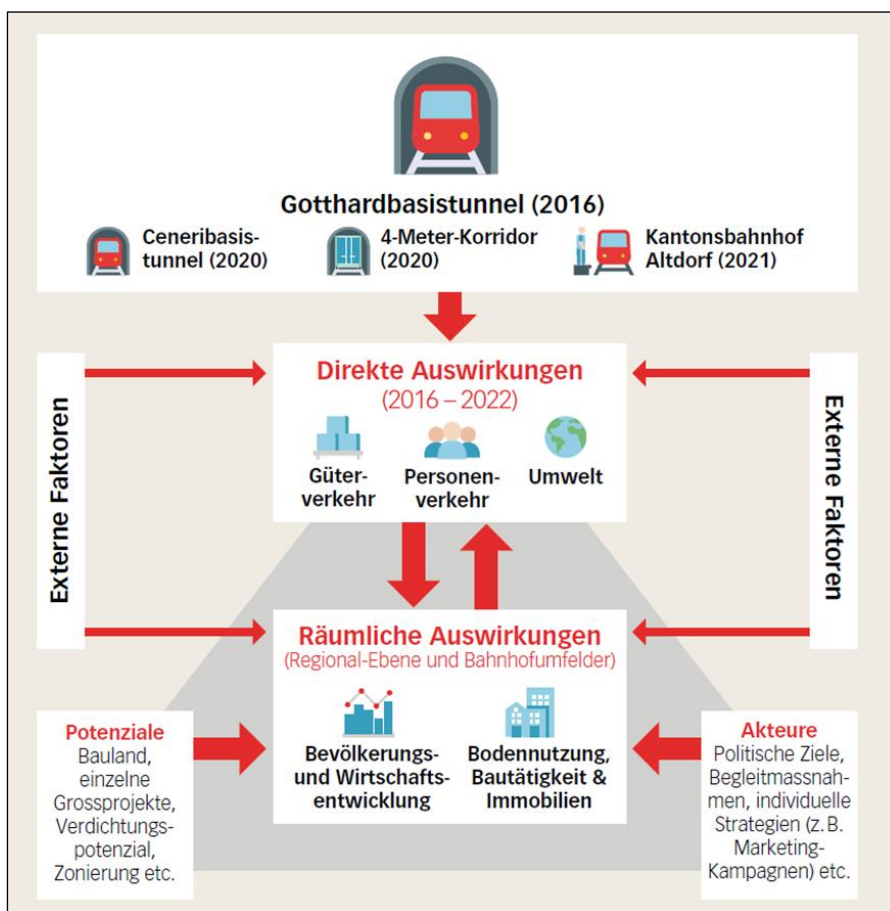 Gotthardbasistunnel (2016)
Ceneribasis-
tunnel (2020)
4-Meter-Korridor
(2020)
Kantonsbahnhof
Altdorf (2021)
Externe Faktoren
Direkte Auswirkungen
(2016 – 2022)
Güter-
verkehr
Personen-
verkehr
Umwelt
Externe Faktoren
Räumliche Auswirkungen
(Regional-Ebene und Bahnhofumfelder)
Bevölkerungs-
und Wirtschafts-
entwicklung
Bodennutzung,
Bautätigkeit &
Immobilien
Potenziale
Bauland,
einzelne
Grossprojekte,
Verdichtungs-
potenzial,
Zonierung etc.
Akteure
Politische Ziele,
Begleitmassnah-
men, individuelle
Strategien (z. B.
Marketing-
Kampagnen) etc.